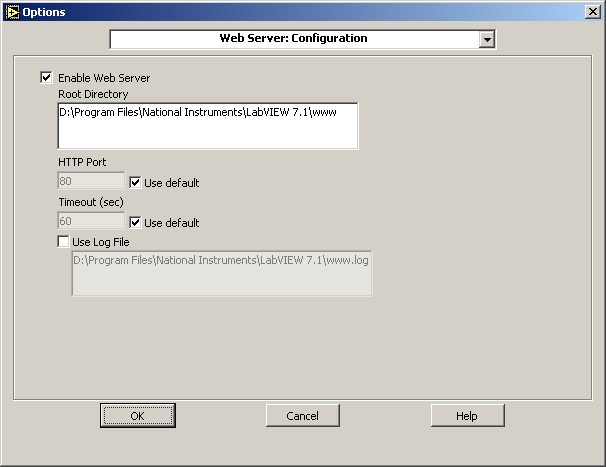 Options
Web Server: Configuration
Enable Web Server
Root Directory
D:\Program Files\National Instruments\LabVIEW 7.1\www
HTTP Port
80 Use default
Timeout (sec)
60 Use default
Use Log File
D:\Program Files\National Instruments\LabVIEW 7.1\www.log
OK Cancel Help